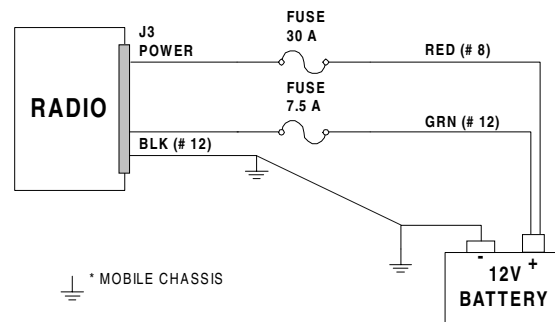 J3
POWER
FUSE
30 A
RED (# 8)
RADIO
FUSE
7.5 A
GRN (# 12)
BLK (# 12)
- +
12V
BATTERY
* MOBILE CHASSIS